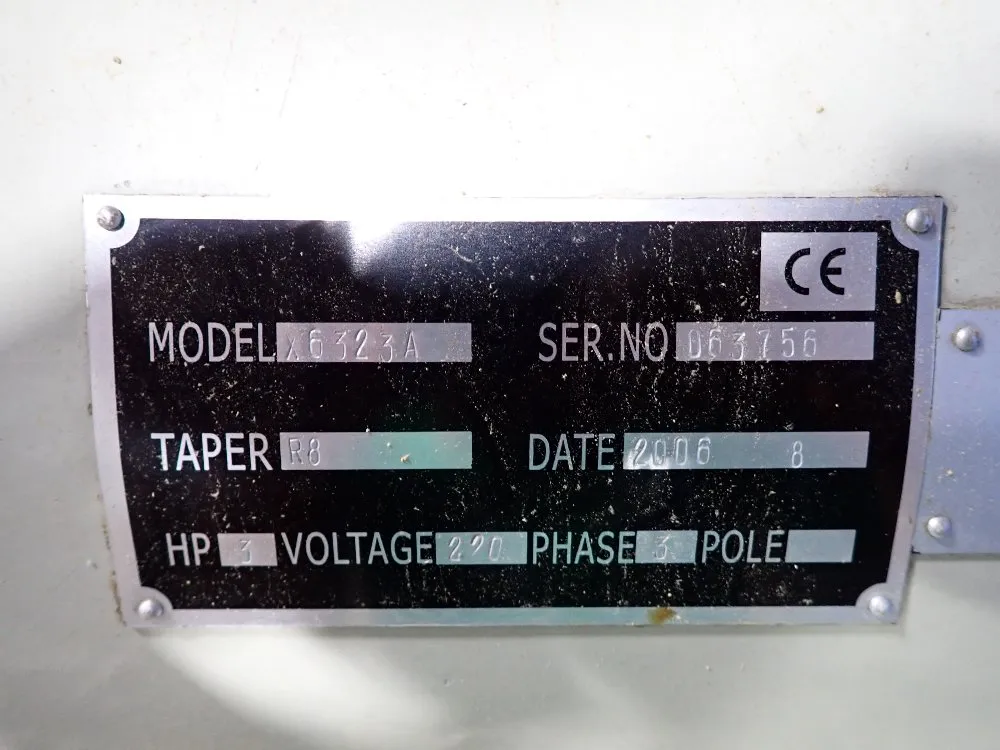 CE
MODEL X6323A SER.NO. 063756
TAPER R8 DATE 2006 8
HP 3 VOLTAGE 220 PHASE 3 POLE